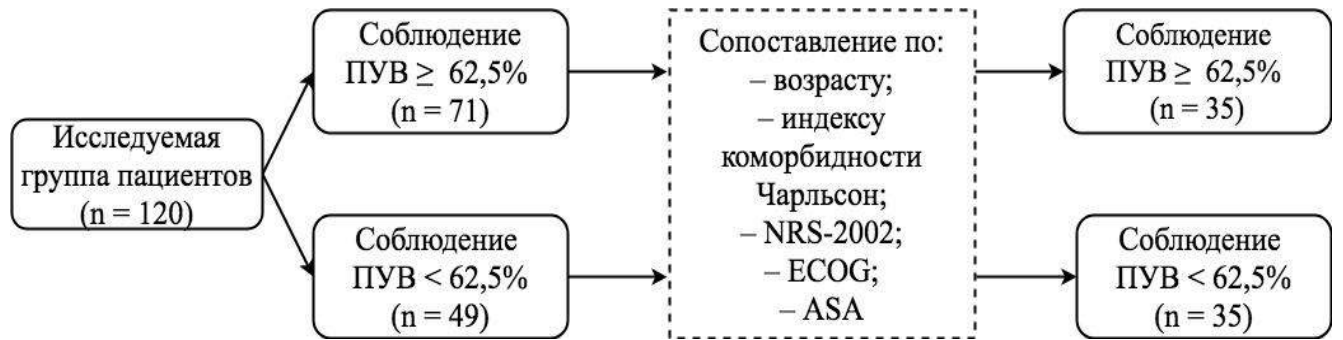 Исследуемая
группа пациентов
(n = 120)
Соблюдение
ПУВ ≥ 62,5%
(n = 71)
Соблюдение
ПУВ < 62,5%
(n = 49)
Сопоставление по:
– возрасту;
– индексу
коморбидности
Чарльсон;
– NRS-2002;
– ECOG;
– ASA
Соблюдение
ПУВ ≥ 62,5%
(n = 35)
Соблюдение
ПУВ < 62,5%
(n = 35)